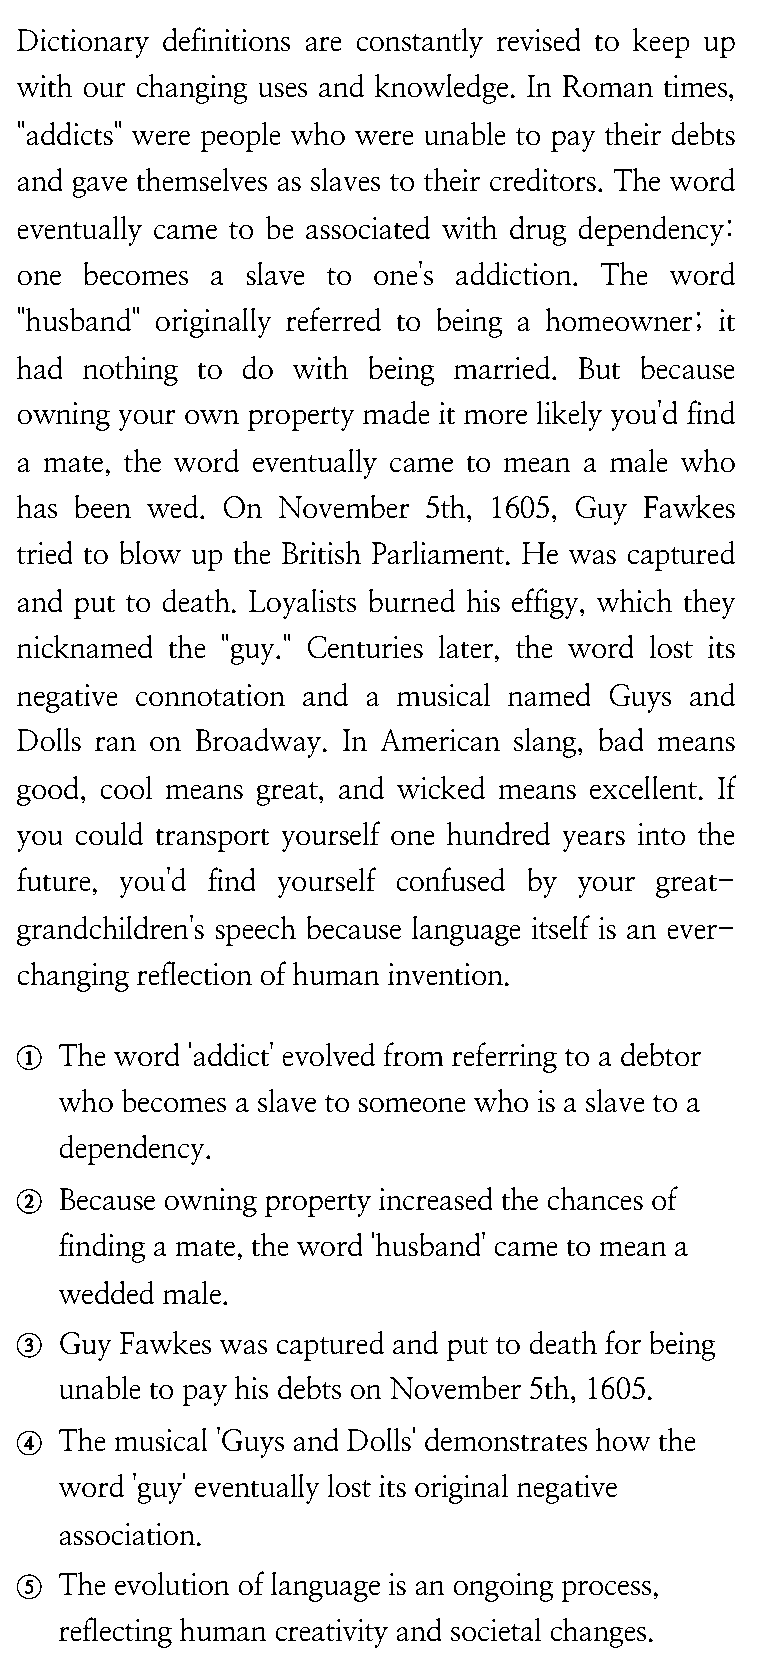 Dictionary definitions are constantly revised to keep up
with our changing uses and knowledge. In Roman times,
"addicts" were people who were unable to pay their debts
and gave themselves as slaves to their creditors. The word
eventually came to be associated with drug dependency:
one becomes a slave to one's addiction. The word
"husband" originally referred to being a homeowner; it
had nothing to do with being married. But because
owning your own property made it more likely you'd find
a mate, the word eventually came to mean a male who
has been wed. On November 5th, 1605, Guy Fawkes
tried to blow up the British Parliament. He was captured
and put to death. Loyalists burned his effigy, which they
nicknamed the "guy." Centuries later, the word lost its
negative connotation and a musical named Guys and
Dolls ran on Broadway. In American slang, bad means
good, cool means great, and wicked means excellent. If
you could transport yourself one hundred years into the
future, you'd find yourself confused by your great-
grandchildren's speech because language itself is an ever-
changing reflection of human invention.
① The word 'addict' evolved from referring to a debtor
who becomes a slave to someone who is a slave to a
dependency.
② Because owning property increased the chances of
finding a mate, the word 'husband' came to mean a
wedded male.
③ Guy Fawkes was captured and put to death for being
unable to pay his debts on November 5th, 1605.
④ The musical 'Guys and Dolls' demonstrates how the
word 'guy' eventually lost its original negative
association.
⑤ The evolution of language is an ongoing process,
reflecting human creativity and societal changes.